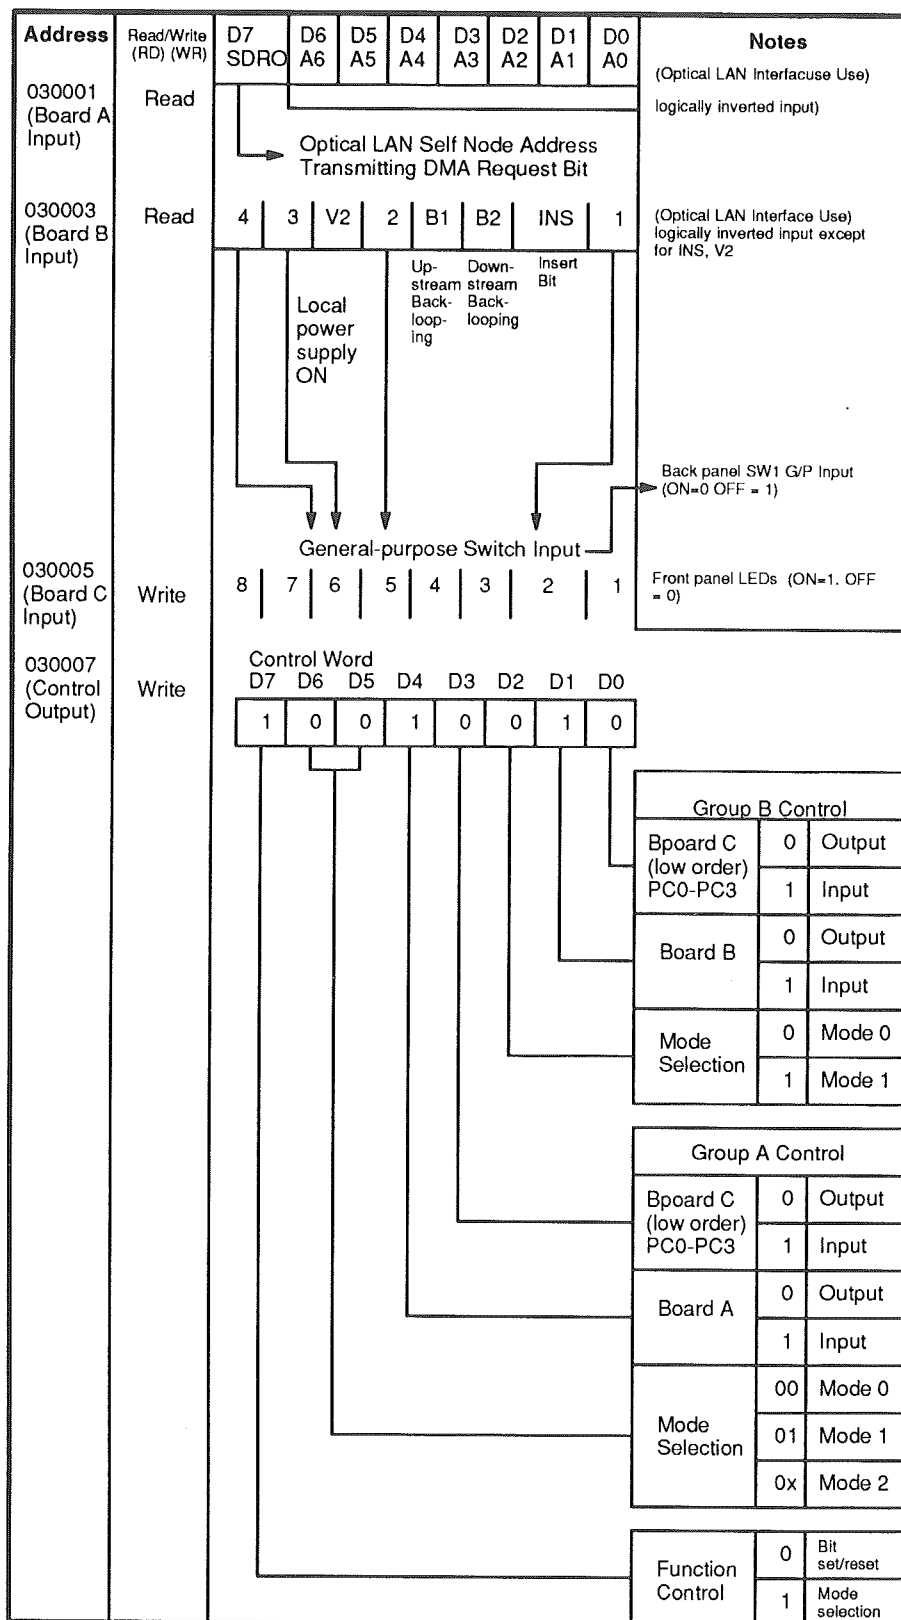 Address Read/Write (RD) (WR) D7 SDRO D6 A6 D5 A5 D4 A4 D3 A3 D2 A2 D1 A1 D0 A0 Notes
(Optical LAN Interfacuse Use)
030001
(Board A
Input)
Read
logically inverted input)
Optical LAN Self Node Address
Transmitting DMA Request Bit
030003
(Board B
Input)
Read
4 3 V2 2 B1 B2 INS 1
(Optical LAN Interface Use)
logically inverted input except
for INS, V2
Up-
stream
Back-
loop-
ing
Down-
stream
Back-
looping
Insert
Bit
Local
power
supply
ON
Back panel SW1 G/P Input
(ON=0 OFF = 1)
General-purpose Switch Input
030005
(Board C
Input)
Write
8 7 6 5 4 3 2 1
Front panel LEDs (ON=1. OFF
= 0)
030007
(Control
Output)
Write
Control Word
D7 D6 D5 D4 D3 D2 D1 D0
1 0 0 1 0 0 1 0
Group B Control
Bpoard C
(low order)
PC0-PC3
0 Output
1 Input
Board B
0 Output
1 Input
Mode
Selection
0 Mode 0
1 Mode 1
Group A Control
Bpoard C
(low order)
PC0-PC3
0 Output
1 Input
Board A
0 Output
1 Input
Mode
Selection
00 Mode 0
01 Mode 1
0x Mode 2
Function
Control
0 Bit
set/reset
1 Mode
selection